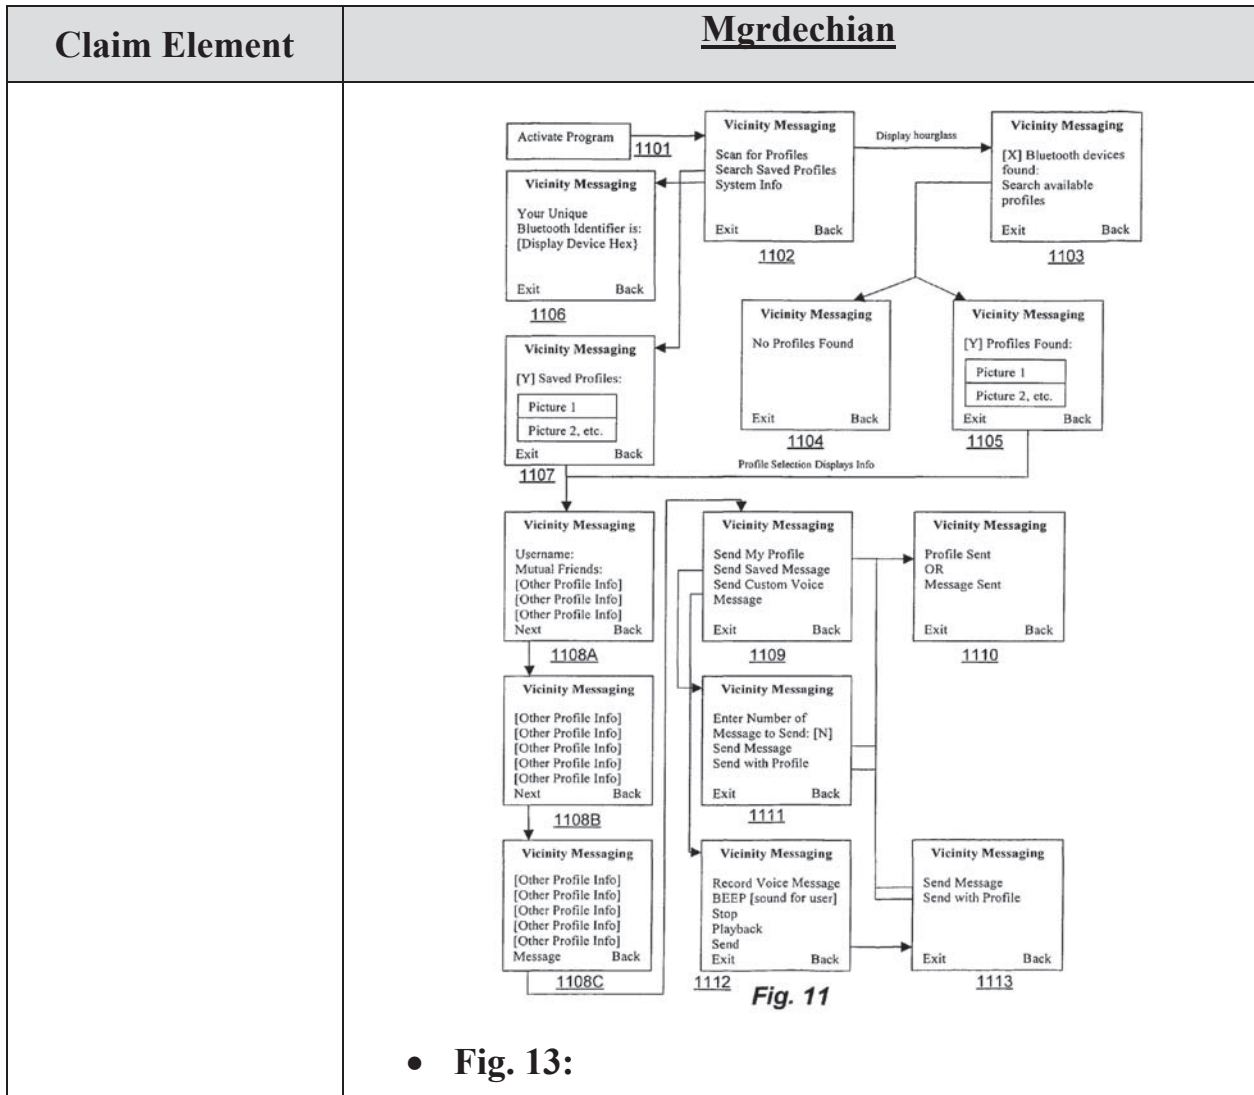 Claim Element
Mgrdechian
Activate Program
1101
Vicinity Messaging
Scan for Profiles
Search Saved Profiles
System Info
Exit Back
1102
Display hourglass
Vicinity Messaging
[X] Bluetooth devices
found:
Search available
profiles
Exit Back
1103
Vicinity Messaging
Your Unique
Bluetooth Identifier is:
[Display Device Hex}
Exit Back
1106
Vicinity Messaging
No Profiles Found
Exit Back
1104
Vicinity Messaging
[Y] Profiles Found:
Picture 1
Picture 2, etc.
Exit Back
1105
Vicinity Messaging
[Y] Saved Profiles:
Picture 1
Picture 2, etc.
Exit Back
1107
Profile Selection Displays Info
Vicinity Messaging
Username:
Mutual Friends:
[Other Profile Info]
[Other Profile Info]
[Other Profile Info]
Next Back
1108A
Vicinity Messaging
Send My Profile
Send Saved Message
Send Custom Voice
Message
Exit Back
1109
Vicinity Messaging
Profile Sent
OR
Message Sent
Exit Back
1110
Vicinity Messaging
[Other Profile Info]
[Other Profile Info]
[Other Profile Info]
[Other Profile Info]
[Other Profile Info]
Next Back
1108B
Vicinity Messaging
Enter Number of
Message to Send: [N]
Send Message
Send with Profile
Exit Back
1111
Vicinity Messaging
[Other Profile Info]
[Other Profile Info]
[Other Profile Info]
[Other Profile Info]
[Other Profile Info]
Message Back
1108C
Vicinity Messaging
Record Voice Message
BEEP [sound for user]
Stop
Playback
Send
Exit Back
1112
Vicinity Messaging
Send Message
Send with Profile
Exit Back
1113
Fig. 11
• Fig. 13: